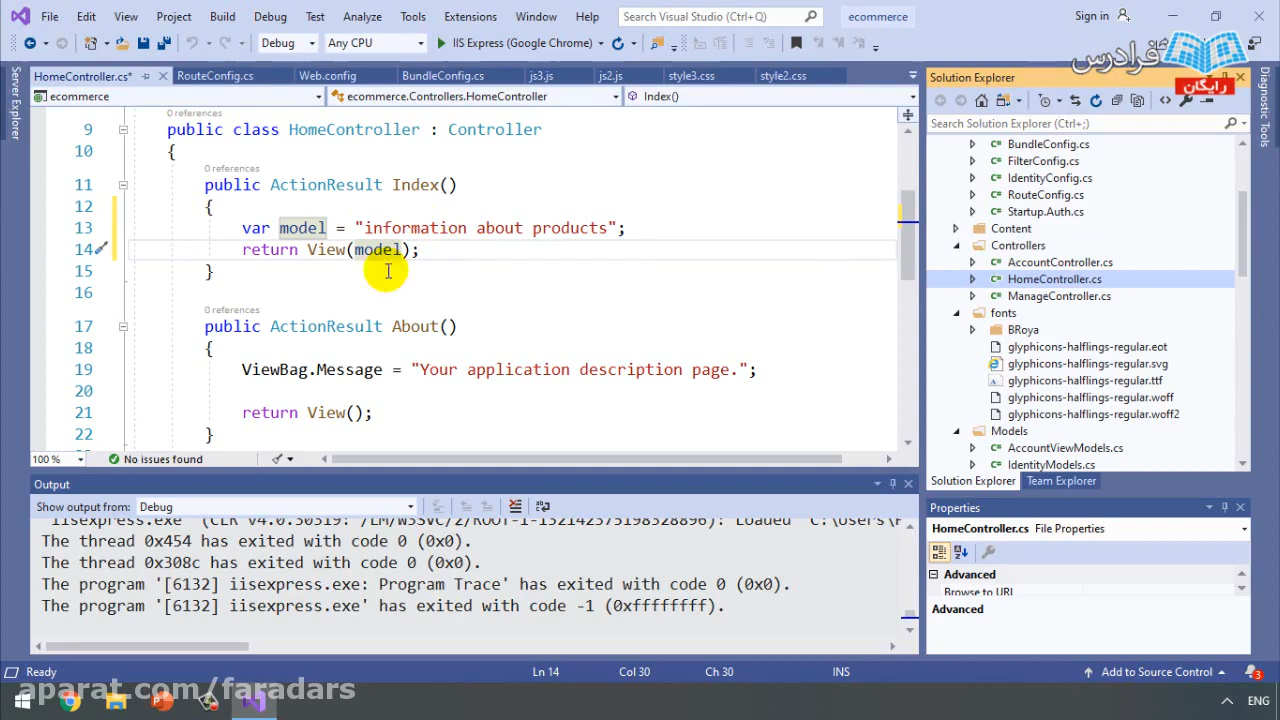 File Edit View Project Build Debug Test Analyze Tools Extensions Window Help Search Visual Studio (Ctrl+Q) ecommerce Sign in
Debug Any CPU IIS Express (Google Chrome)
فرادرس
رایگان
HomeController.cs* RouteConfig.cs Web.config BundleConfig.cs js3.js js2.js style3.css style2.css
ecommerce ecommerce.Controllers.HomeController Index()
Server Explorer
Diagnostic Tools
0 references
9 public class HomeController : Controller
10 {
0 references
11 public ActionResult Index()
12 {
13 var model = "information about products";
14 return View(model);
15 }
16
0 references
17 public ActionResult About()
18 {
19 ViewBag.Message = "Your application description page.";
20
21 return View();
22 }
100 % No issues found
Output
Show output from: Debug
The thread 0x454 has exited with code 0 (0x0).
The thread 0x308c has exited with code 0 (0x0).
The program '[6132] iisexpress.exe: Program Trace' has exited with code 0 (0x0).
The program '[6132] iisexpress.exe' has exited with code -1 (0xffffffff).
Solution Explorer
Search Solution Explorer (Ctrl+;)
BundleConfig.cs
FilterConfig.cs
IdentityConfig.cs
RouteConfig.cs
Startup.Auth.cs
Content
Controllers
AccountController.cs
HomeController.cs
ManageController.cs
fonts
BRoya
glyphicons-halflings-regular.eot
glyphicons-halflings-regular.svg
glyphicons-halflings-regular.ttf
glyphicons-halflings-regular.woff
glyphicons-halflings-regular.woff2
Models
AccountViewModels.cs
IdentityModels.cs
Solution Explorer Team Explorer
Properties
HomeController.cs File Properties
Advanced
Browse to URL
Advanced
Ready Ln 14 Col 30 Ch 30 INS Add to Source Control 3
aparat.com/faradars
ENG